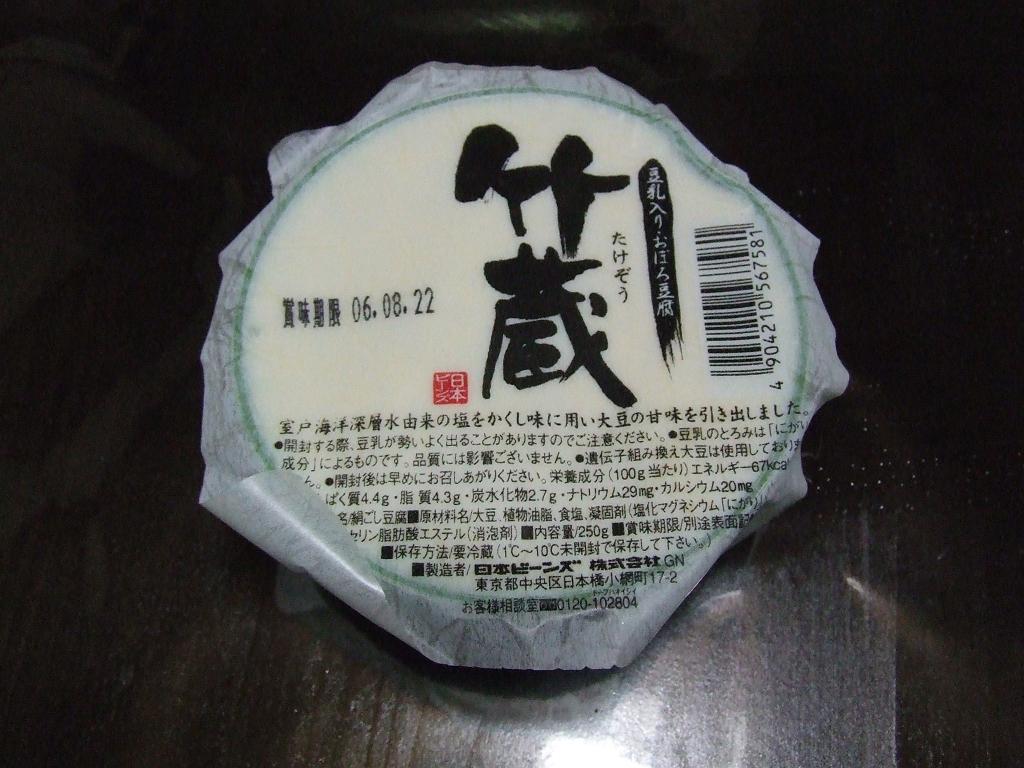 竹蔵
たけぞう
豆乳入り・おぼろ豆腐
賞味期限 06.08.22
日本ビーンズ
4 904210 567581
室戸海洋深層水由来の塩をかくし味に用い大豆の甘味を引き出しました。
●開封する際、豆乳が勢いよく出ることがありますのでご注意ください。●豆乳のとろみは「にがり
成分」によるものです。品質には影響ございません。●遺伝子組み換え大豆は使用しておりま
ん。●開封後は早めにお召しあがりください。栄養成分(100g当たり)エネルギー67kcal
ぱく質4.4g・脂質4.3g・炭水化物2.7g・ナトリウム29mg・カルシウム20mg
名/絹ごし豆腐■原材料名/大豆、植物油脂、食塩、凝固剤(塩化マグネシウム「にがり」)
セリン脂肪酸エステル(消泡剤)■内容量/250g■賞味期限/別途表面記
■保存方法/要冷蔵(1℃〜10℃未開封で保存して下さい。)
■製造者/日本ビーンズ 株式会社 GN
東京都中央区日本橋小網町17-2
お客様相談室 0120-102804